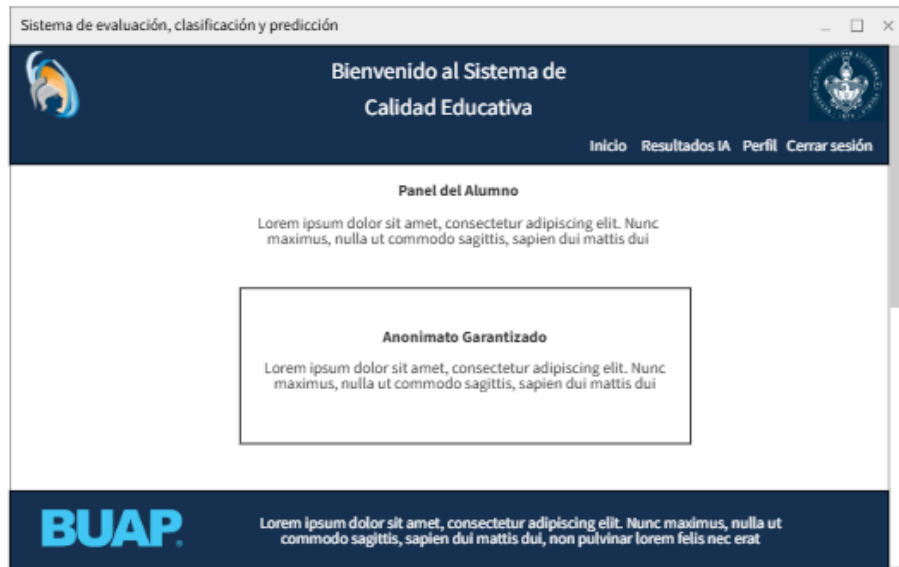 Sistema de evaluación, clasificación y predicción
Bienvenido al Sistema de
Calidad Educativa
Inicio Resultados IA Perfil Cerrar sesión
Panel del Alumno
Lorem ipsum dolor sit amet, consectetur adipiscing elit. Nunc
maximus, nulla ut commodo sagittis, sapien dui mattis dui
Anonimato Garantizado
Lorem ipsum dolor sit amet, consectetur adipiscing elit. Nunc
maximus, nulla ut commodo sagittis, sapien dui mattis dui
BUAP
Lorem ipsum dolor sit amet, consectetur adipiscing elit. Nunc maximus, nulla ut
commodo sagittis, sapien dui mattis dui, non pulvinar lorem felis nec erat